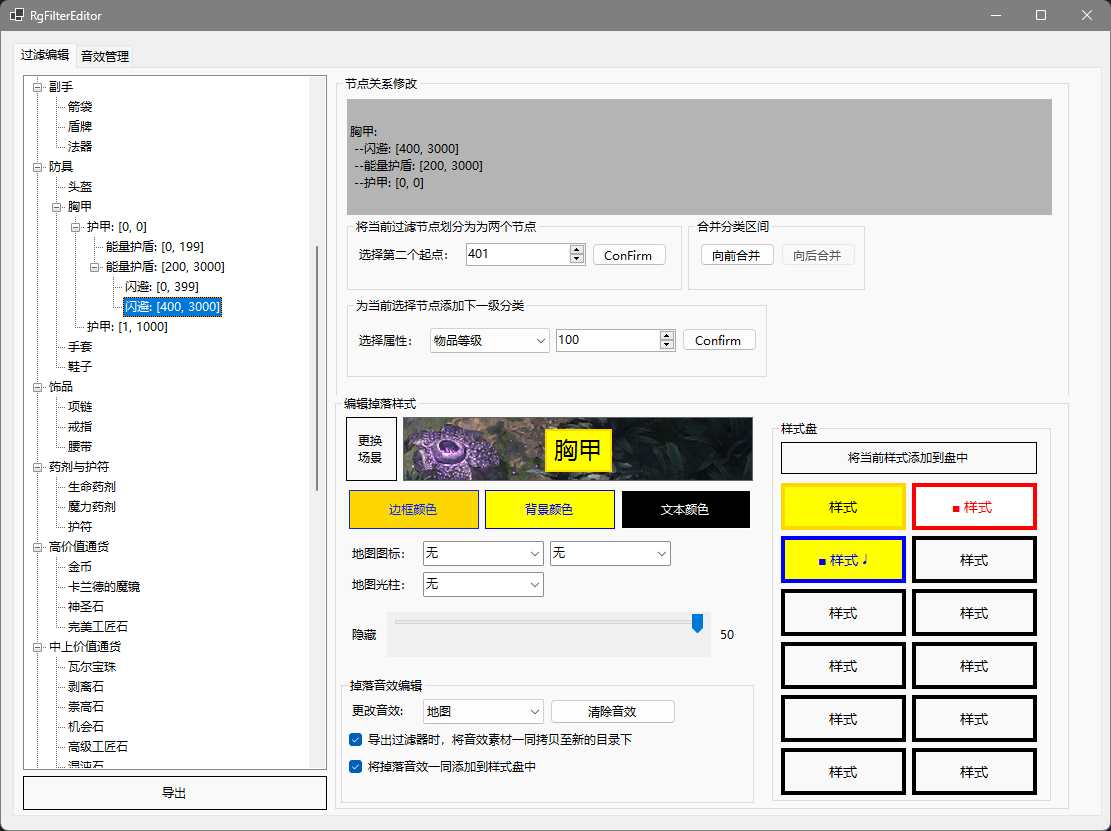 RgFilterEditor
过滤编辑
音效管理
副手
箭袋
盾牌
法器
防具
头盔
胸甲
护甲: [0, 0]
能量护盾: [0, 199]
能量护盾: [200, 3000]
闪避: [0, 399]
闪避: [400, 3000]
护甲: [1, 1000]
手套
鞋子
饰品
项链
戒指
腰带
药剂与护符
生命药剂
魔力药剂
护符
高价值通货
金币
卡兰德的魔镜
神圣石
完美工匠石
中上价值通货
瓦尔宝珠
剥离石
崇高石
机会石
高级工匠石
混沌石
导出
节点关系修改
胸甲:
--闪避: [400, 3000]
--能量护盾: [200, 3000]
--护甲: [0, 0]
将当前过滤节点划分为为两个节点
选择第二个起点: 401 Confirm
合并分类区间
向前合并 向后合并
为当前选择节点添加下一级分类
选择属性: 物品等级 100 Confirm
编辑掉落样式
更换
场景
胸甲
边框颜色 背景颜色 文本颜色
地图图标: 无 无
地图光柱: 无
隐藏 50
掉落音效编辑
更改音效: 地图 清除音效
导出过滤器时，将音效素材一同拷贝至新的目录下
将掉落音效一同添加到样式盘中
样式盘
将当前样式添加到盘中
样式 ■ 样式
■ 样式 ♩ 样式
样式 样式
样式 样式
样式 样式
样式 样式